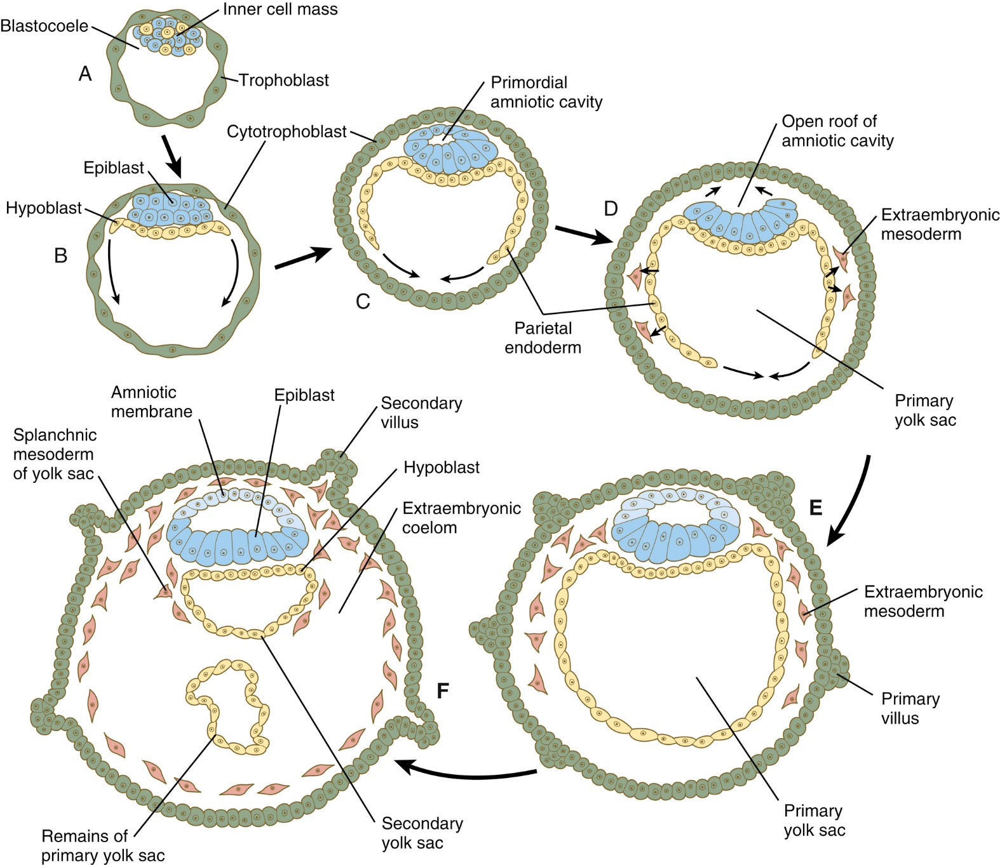 Inner cell mass
Blastocoele
A
Trophoblast
Primordial
amniotic cavity
Cytotrophoblast
Open roof of
amniotic cavity
Epiblast
Hypoblast
B
C
D
Extraembryonic
mesoderm
Parietal
endoderm
Primary
yolk sac
Amniotic
membrane
Epiblast
Secondary
villus
Splanchnic
mesoderm
of yolk sac
Hypoblast
Extraembryonic
coelom
E
Extraembryonic
mesoderm
F
Primary
villus
Primary
yolk sac
Remains of
primary yolk sac
Secondary
yolk sac